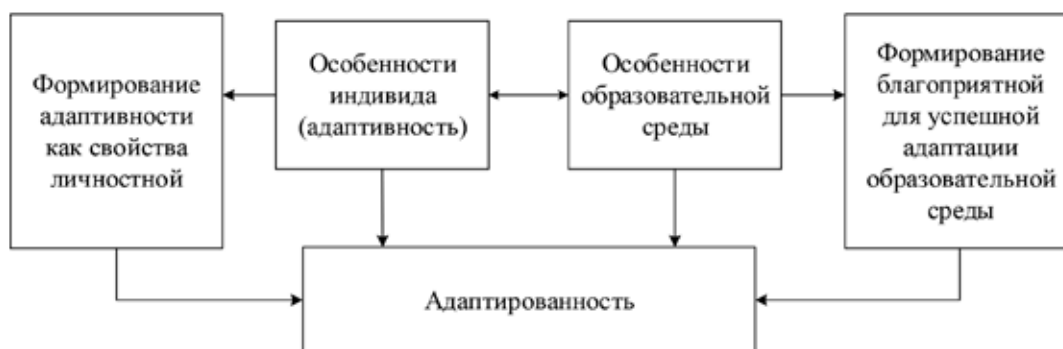 Формирование
адаптивности
как свойства
личностной
Особенности
индивида
(адаптивность)
Особенности
образовательной
среды
Формирование
благоприятной
для успешной
адаптации
образовательной
среды
Адаптированность